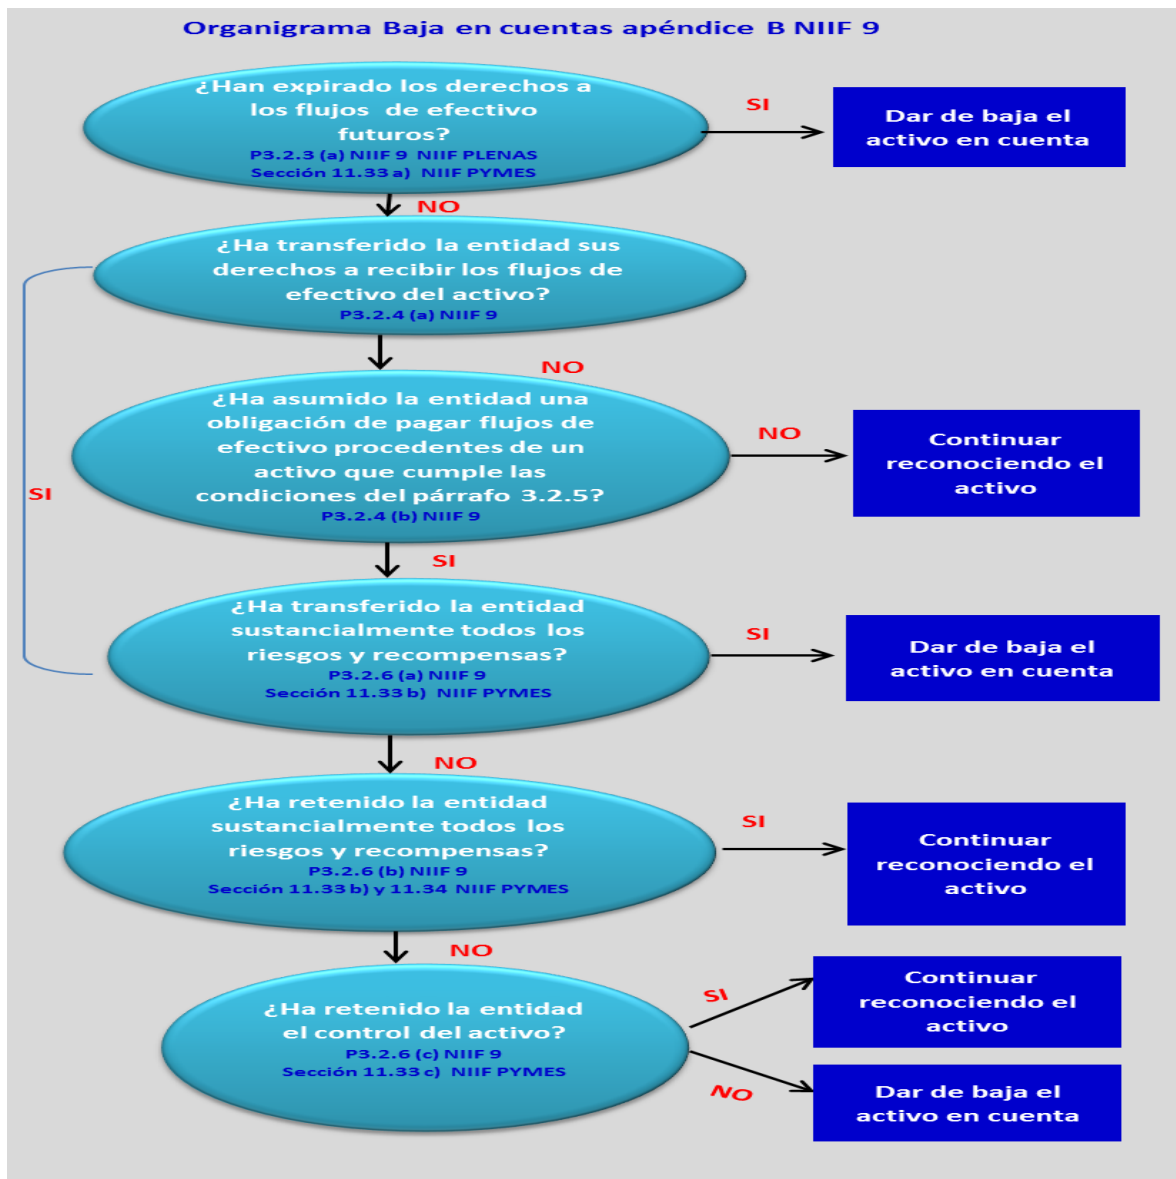 Organigrama Baja en cuentas apéndice B NIIF 9
¿Han expirado los derechos a
los flujos de efectivo
futuros?
P3.2.3 (a) NIIF 9 NIIF PLENAS
Sección 11.33 a) NIIF PYMES
SI
Dar de baja el
activo en cuenta
NO
¿Ha transferido la entidad sus
derechos a recibir los flujos de
efectivo del activo?
P3.2.4 (a) NIIF 9
NO
SI
¿Ha asumido la entidad una
obligación de pagar flujos de
efectivo procedentes de un
activo que cumple las
condiciones del párrafo 3.2.5?
P3.2.4 (b) NIIF 9
NO
Continuar
reconociendo el
activo
SI
¿Ha transferido la entidad
sustancialmente todos los
riesgos y recompensas?
P3.2.6 (a) NIIF 9
Sección 11.33 b) NIIF PYMES
SI
Dar de baja el
activo en cuenta
NO
¿Ha retenido la entidad
sustancialmente todos los
riesgos y recompensas?
P3.2.6 (b) NIIF 9
Sección 11.33 b) y 11.34 NIIF PYMES
SI
Continuar
reconociendo el
activo
NO
¿Ha retenido la entidad
el control del activo?
P3.2.6 (c) NIIF 9
Sección 11.33 c) NIIF PYMES
SI
Continuar
reconociendo el
activo
NO
Dar de baja el
activo en cuenta